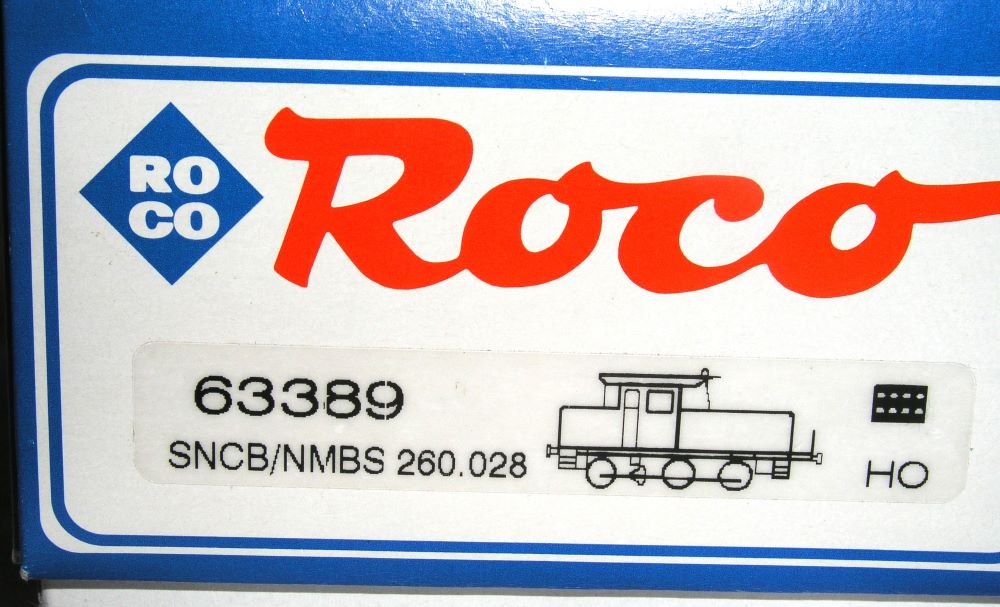 RO
CO
Roco
63389
SNCB/NMBS 260.028
HO